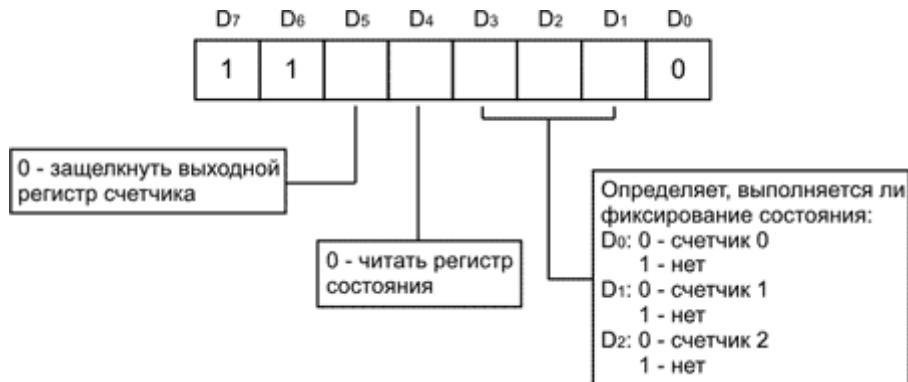 D7 D6 D5 D4 D3 D2 D1 D0
1 1 0
0 - защелкнуть выходной
регистр счетчика
0 - читать регистр
состояния
Определяет, выполняется ли
фиксирование состояния:
D0: 0 - счетчик 0
1 - нет
D1: 0 - счетчик 1
1 - нет
D2: 0 - счетчик 2
1 - нет